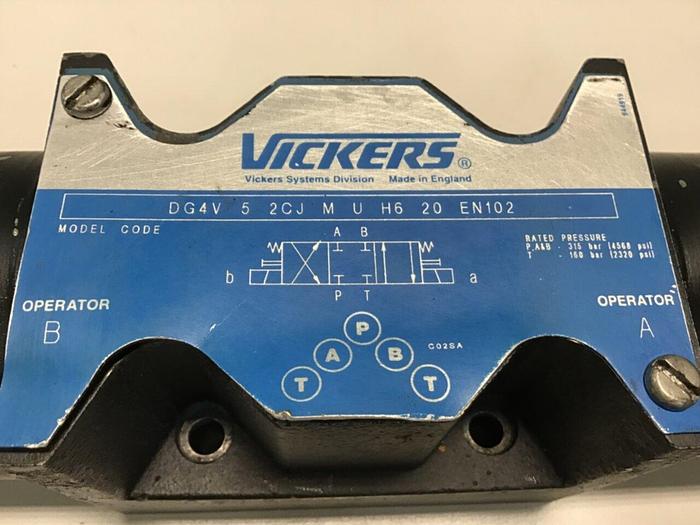 VICKERS®
Vickers Systems Division Made in England
DG4V 5 2CJ M U H6 20 EN102
MODEL CODE
A B
RATED PRESSURE
P,A&B - 315 bar (4568 psi)
T - 160 bar (2320 psi)
b a
P T
OPERATOR
B
OPERATOR
A
P
C02SA
A B
T T